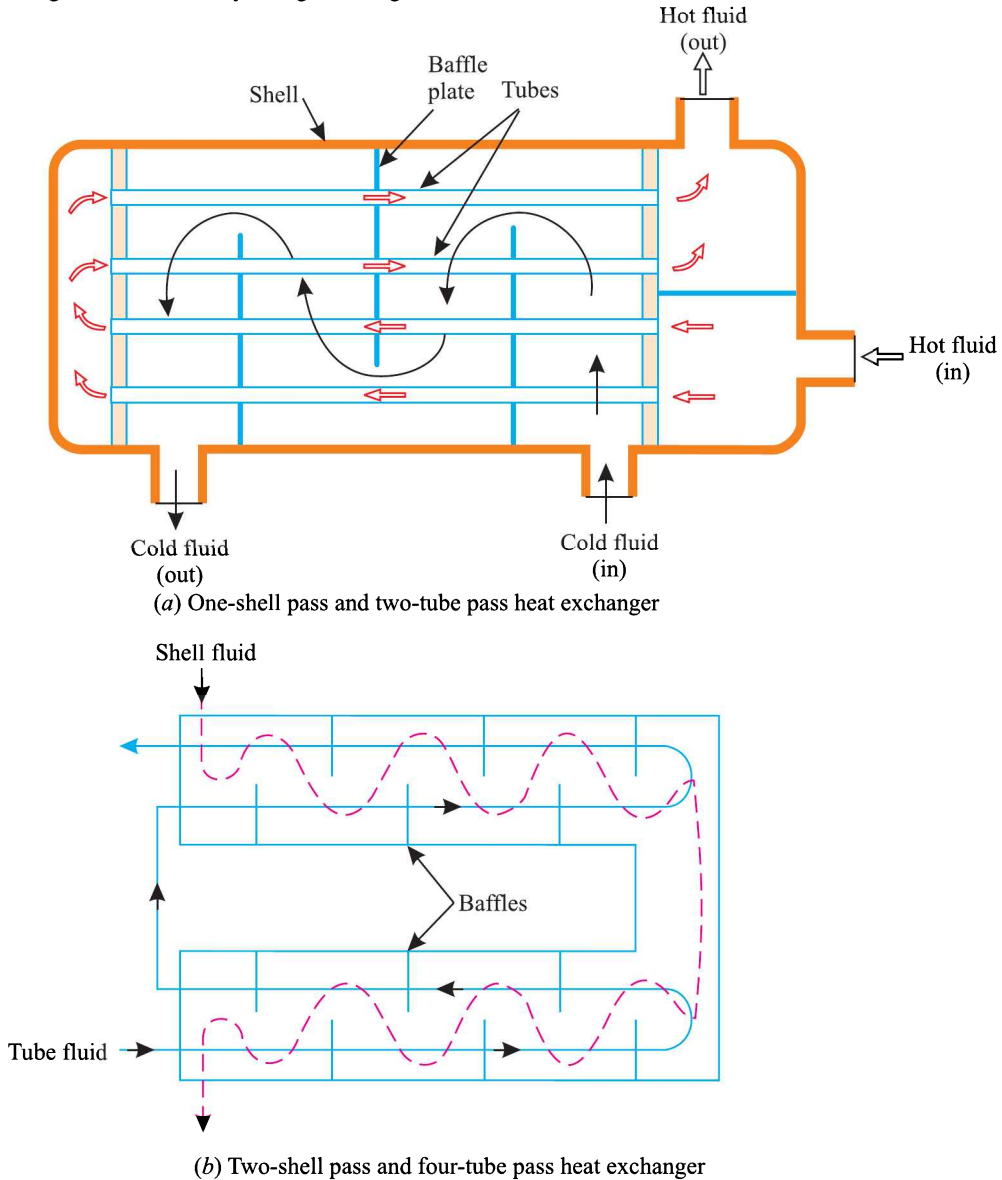 Hot fluid
(out)
Baffle
plate
Tubes
Shell
Hot fluid
(in)
Cold fluid
(out)
Cold fluid
(in)
(a) One-shell pass and two-tube pass heat exchanger
Shell fluid
Baffles
Tube fluid
(b) Two-shell pass and four-tube pass heat exchanger